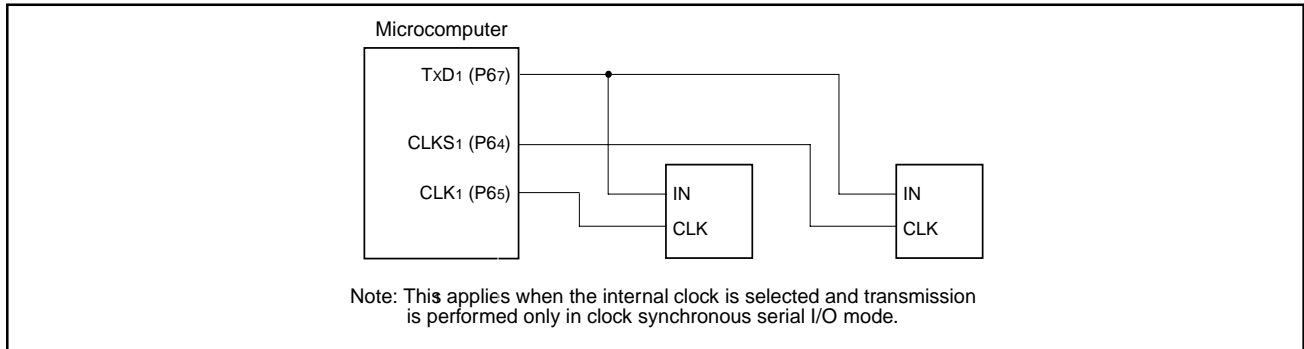 Microcomputer
TxD1 (P67)
CLKS1 (P64)
CLK1 (P65)
IN
CLK
IN
CLK
Note: This applies when the internal clock is selected and transmission
is performed only in clock synchronous serial I/O mode.